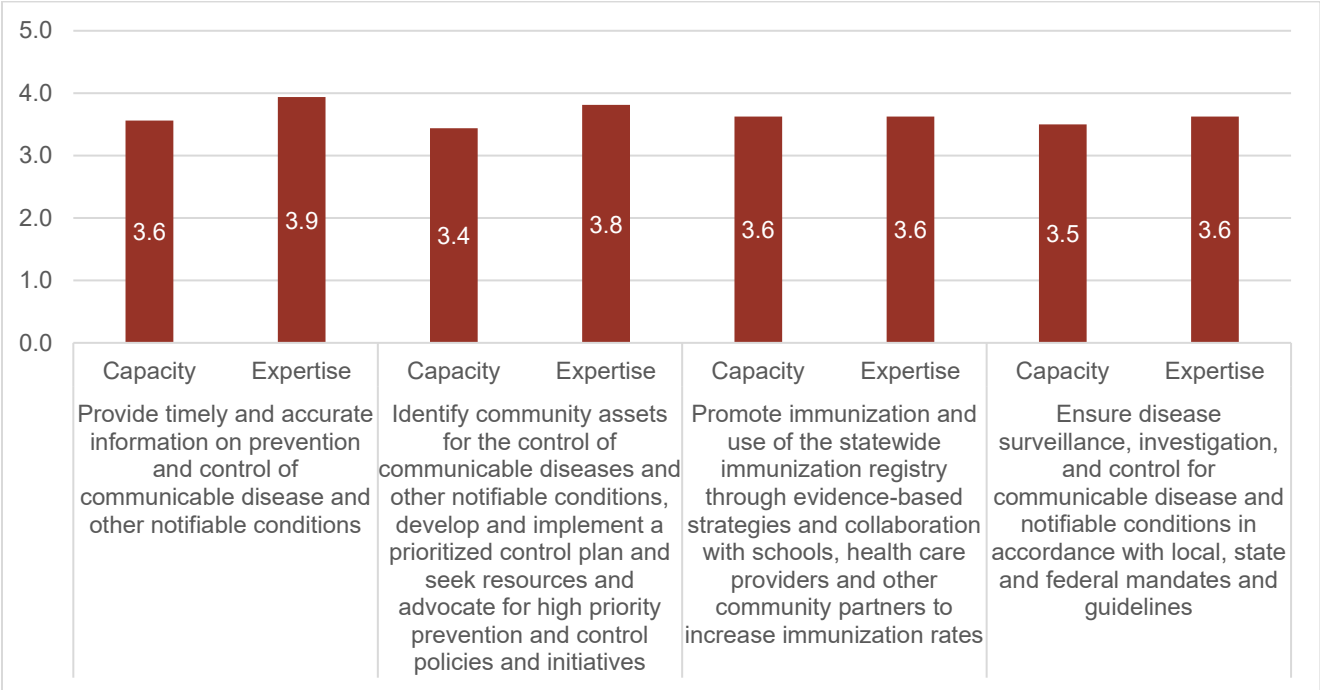 5.0
4.0
3.0
2.0
1.0
0.0
3.6
3.9
3.4
3.8
3.6
3.6
3.5
3.6
Capacity
Expertise
Capacity
Expertise
Capacity
Expertise
Capacity
Expertise
Provide timely and accurate
information on prevention
and control of
communicable disease and
other notifiable conditions
Identify community assets
for the control of
communicable diseases and
other notifiable conditions,
develop and implement a
prioritized control plan and
seek resources and
advocate for high priority
prevention and control
policies and initiatives
Promote immunization and
use of the statewide
immunization registry
through evidence-based
strategies and collaboration
with schools, health care
providers and other
community partners to
increase immunization rates
Ensure disease
surveillance, investigation,
and control for
communicable disease and
notifiable conditions in
accordance with local, state
and federal mandates and
guidelines